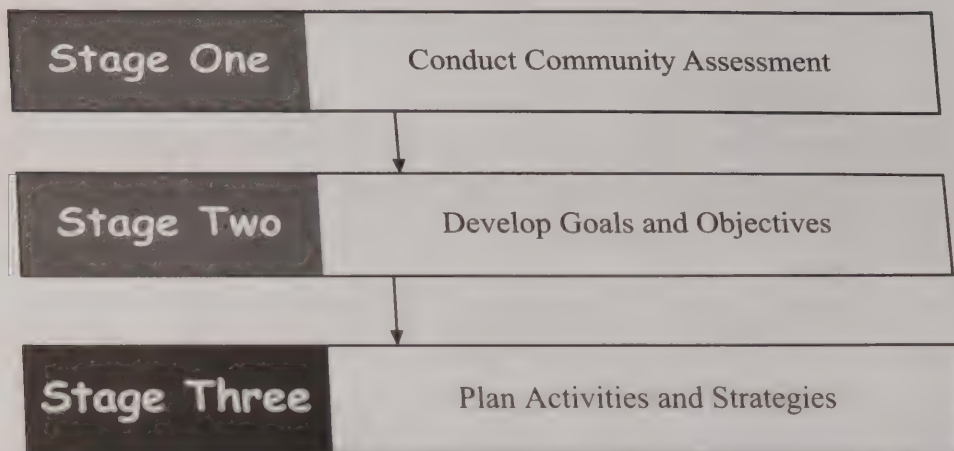 Stage One
Conduct Community Assessment
Stage Two
Develop Goals and Objectives
Stage Three
Plan Activities and Strategies